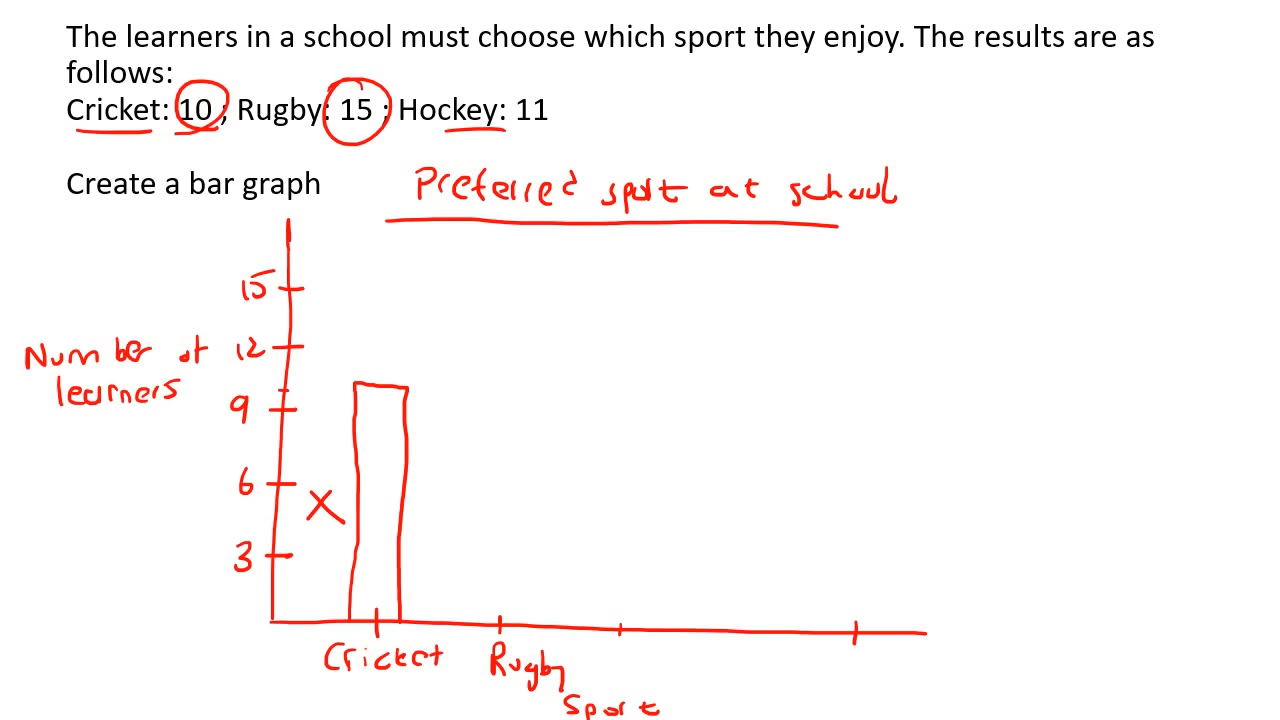 The learners in a school must choose which sport they enjoy. The results are as
follows:
Cricket: 10 ; Rugby: 15 ; Hockey: 11
Create a bar graph
Preferred sport at school
15
Number of 12
learners
9
6
X
3
Cricket Rugby
Sport